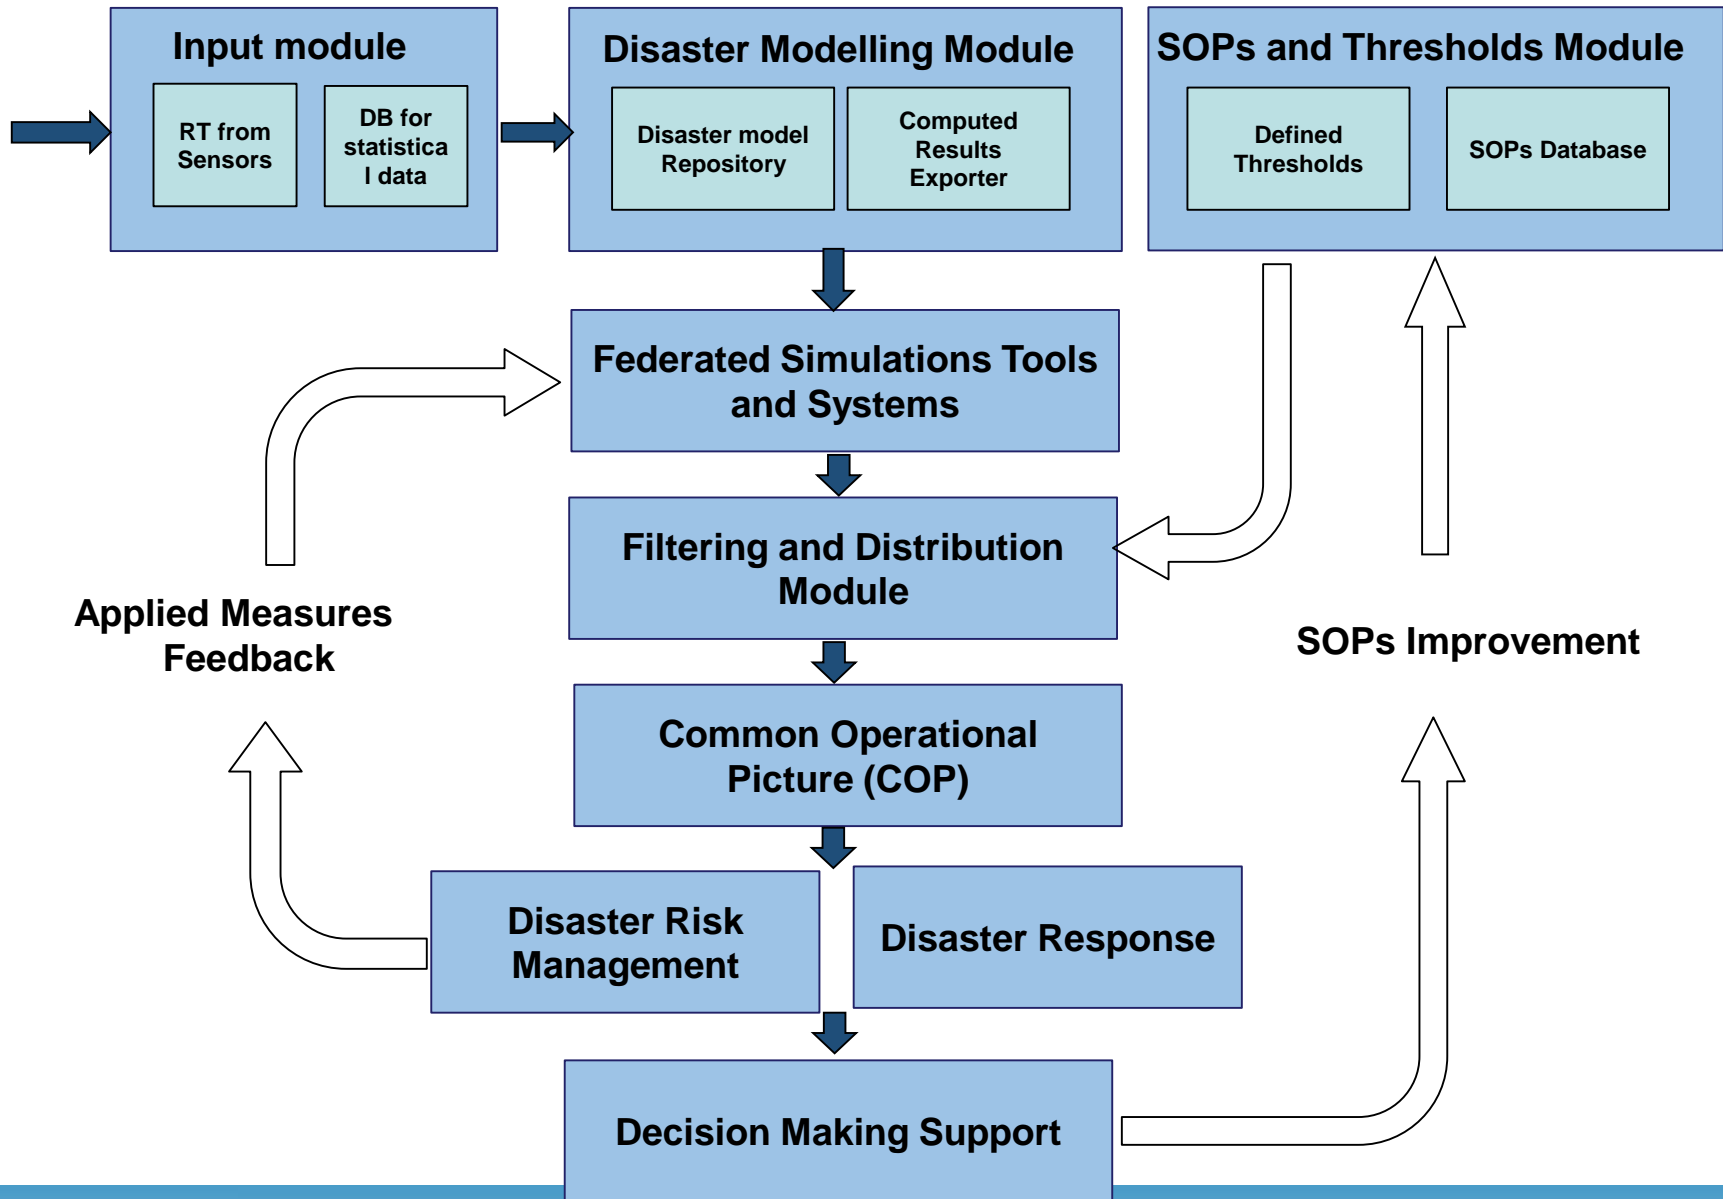 Input module
RT from
Sensors
DB for
statistica
l data
Disaster Modelling Module
Disaster model
Repository
Computed
Results
Exporter
SOPs and Thresholds Module
Defined
Thresholds
SOPs Database
Federated Simulations Tools
and Systems
Filtering and Distribution
Module
Applied Measures
Feedback
SOPs Improvement
Common Operational
Picture (COP)
Disaster Risk
Management
Disaster Response
Decision Making Support